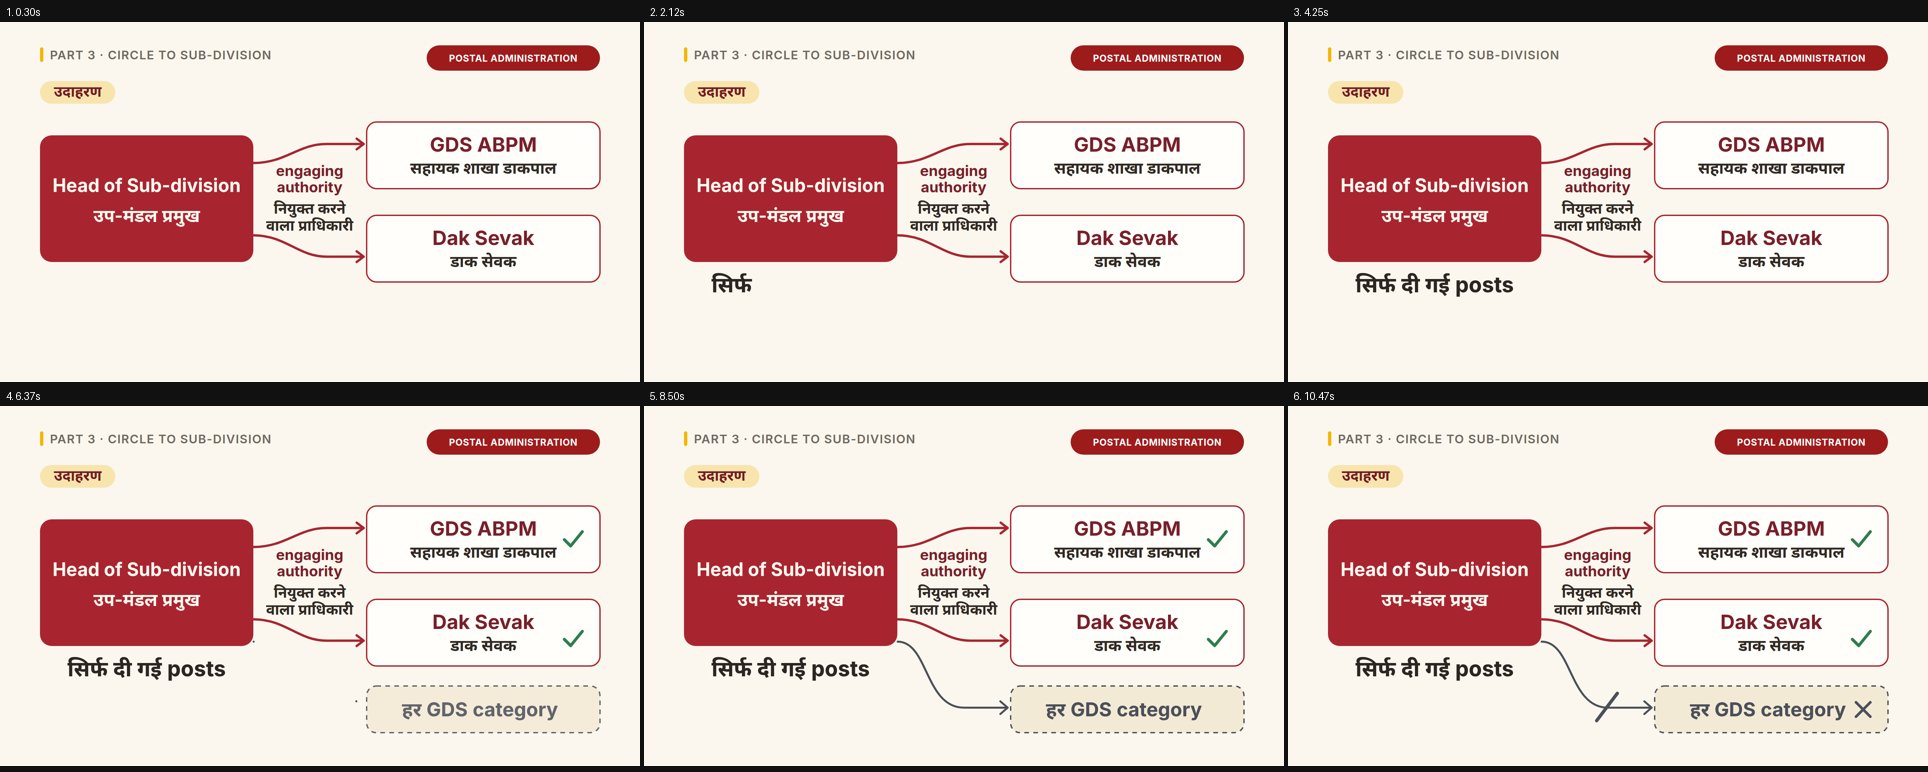 1. 0.30s
PART 3 · CIRCLE TO SUB-DIVISION
POSTAL ADMINISTRATION
उदाहरण
Head of Sub-division
उप-मंडल प्रमुख
engaging
authority
नियुक्त करने
वाला प्राधिकारी
GDS ABPM
सहायक शाखा डाकपाल
Dak Sevak
डाक सेवक
2. 2.12s
PART 3 · CIRCLE TO SUB-DIVISION
POSTAL ADMINISTRATION
उदाहरण
Head of Sub-division
उप-मंडल प्रमुख
engaging
authority
नियुक्त करने
वाला प्राधिकारी
GDS ABPM
सहायक शाखा डाकपाल
Dak Sevak
डाक सेवक
सिर्फ
3. 4.25s
PART 3 · CIRCLE TO SUB-DIVISION
POSTAL ADMINISTRATION
उदाहरण
Head of Sub-division
उप-मंडल प्रमुख
engaging
authority
नियुक्त करने
वाला प्राधिकारी
GDS ABPM
सहायक शाखा डाकपाल
Dak Sevak
डाक सेवक
सिर्फ दी गई posts
4. 6.37s
PART 3 · CIRCLE TO SUB-DIVISION
POSTAL ADMINISTRATION
उदाहरण
Head of Sub-division
उप-मंडल प्रमुख
engaging
authority
नियुक्त करने
वाला प्राधिकारी
GDS ABPM
सहायक शाखा डाकपाल
Dak Sevak
डाक सेवक
सिर्फ दी गई posts
हर GDS category
5. 8.50s
PART 3 · CIRCLE TO SUB-DIVISION
POSTAL ADMINISTRATION
उदाहरण
Head of Sub-division
उप-मंडल प्रमुख
engaging
authority
नियुक्त करने
वाला प्राधिकारी
GDS ABPM
सहायक शाखा डाकपाल
Dak Sevak
डाक सेवक
सिर्फ दी गई posts
हर GDS category
6. 10.47s
PART 3 · CIRCLE TO SUB-DIVISION
POSTAL ADMINISTRATION
उदाहरण
Head of Sub-division
उप-मंडल प्रमुख
engaging
authority
नियुक्त करने
वाला प्राधिकारी
GDS ABPM
सहायक शाखा डाकपाल
Dak Sevak
डाक सेवक
सिर्फ दी गई posts
हर GDS category